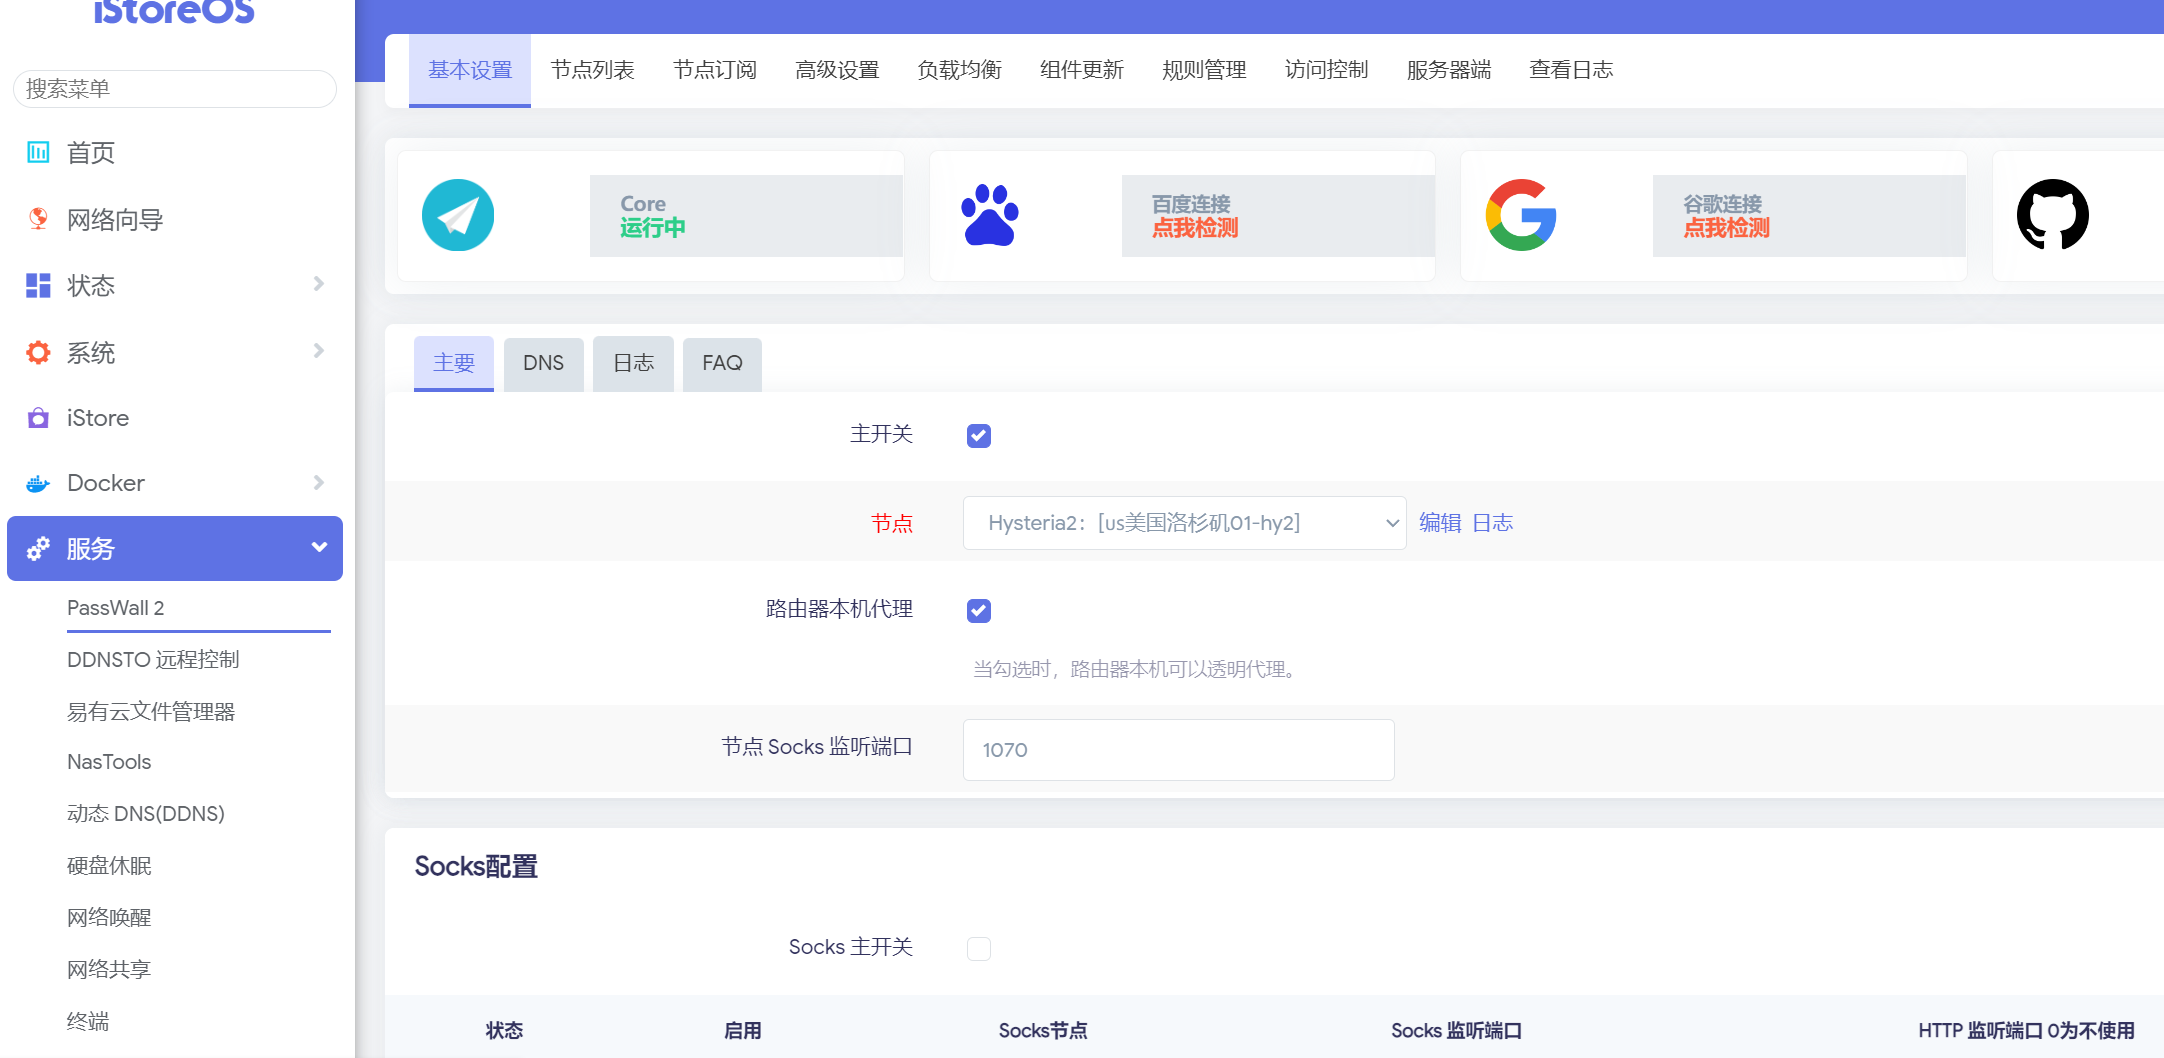 iStoreOS
搜索菜单
首页
网络向导
状态
系统
iStore
Docker
服务
PassWall 2
DDNSTO 远程控制
易有云文件管理器
NasTools
动态 DNS(DDNS)
硬盘休眠
网络唤醒
网络共享
终端
基本设置 节点列表 节点订阅 高级设置 负载均衡 组件更新 规则管理 访问控制 服务器端 查看日志
Core
运行中
百度连接
点我检测
谷歌连接
点我检测
主要 DNS 日志 FAQ
主开关
节点 Hysteria2：[us美国洛杉矶01-hy2] 编辑 日志
路由器本机代理
当勾选时，路由器本机可以透明代理。
节点 Socks 监听端口 1070
Socks配置
Socks 主开关
状态 启用 Socks节点 Socks 监听端口 HTTP 监听端口 0为不使用